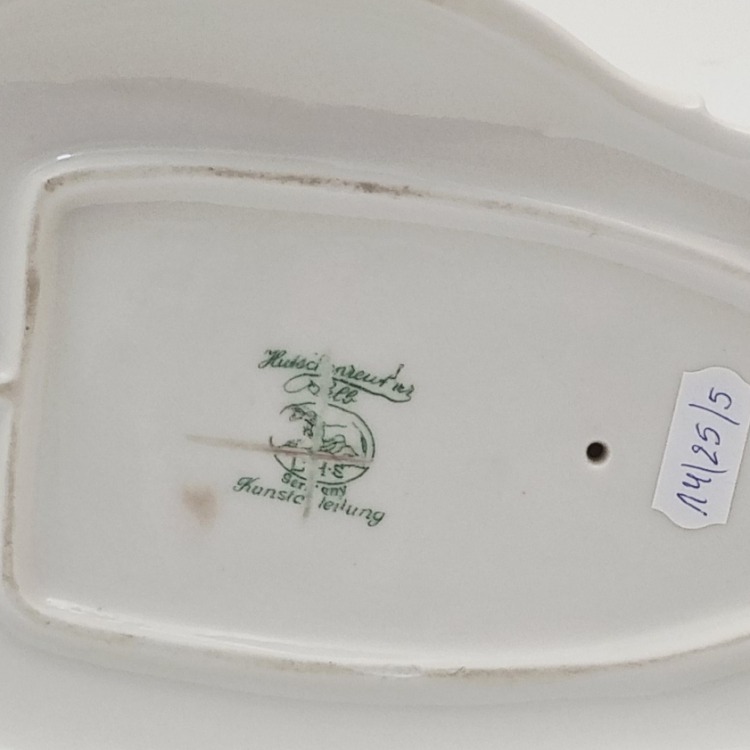 Hutschenreuther
Selb
L.H.S.
Germany
Kunstabteilung
14/25/5